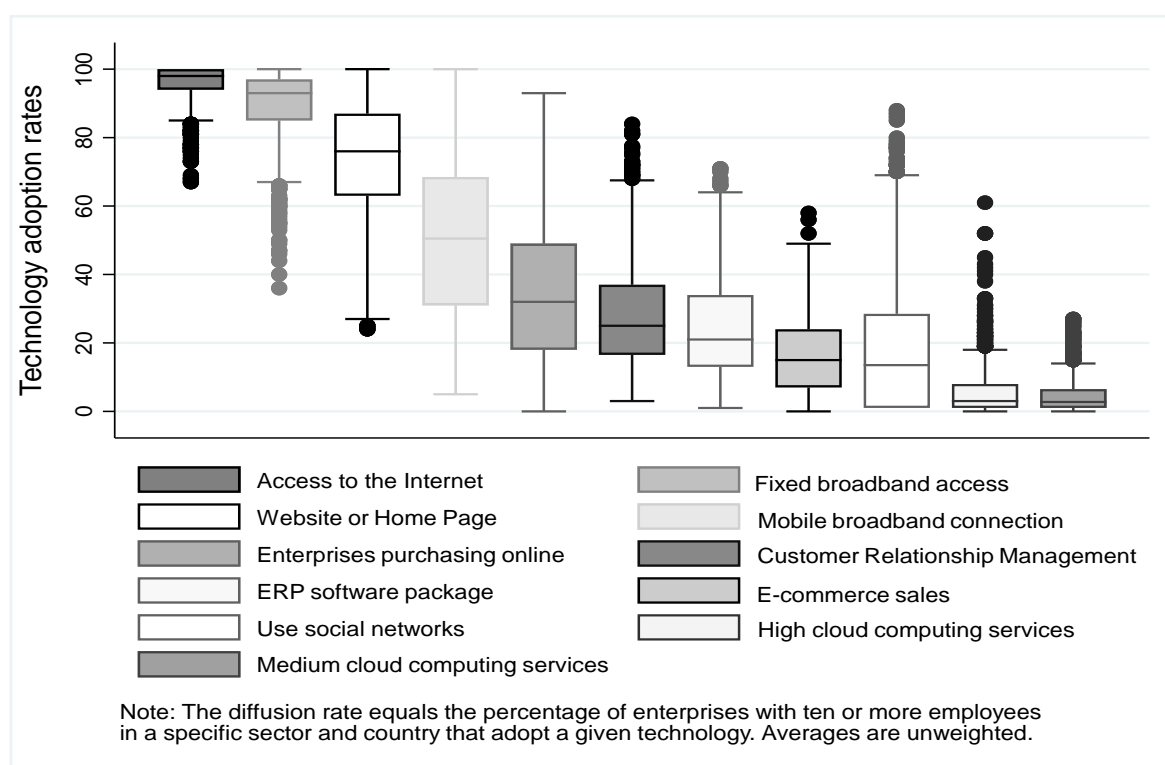 Technology adoption rates
100
80
60
40
20
0
Access to the Internet
Fixed broadband access
Website or Home Page
Mobile broadband connection
Enterprises purchasing online
Customer Relationship Management
ERP software package
E-commerce sales
Use social networks
High cloud computing services
Medium cloud computing services
Note: The diffusion rate equals the percentage of enterprises with ten or more employees
in a specific sector and country that adopt a given technology. Averages are unweighted.